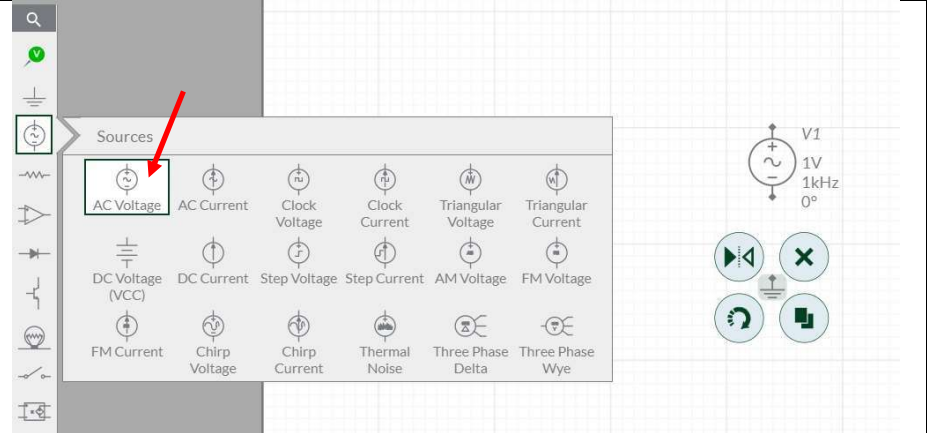 V
Sources
AC Voltage AC Current Clock Voltage Clock Current Triangular Voltage Triangular Current
DC Voltage (VCC) DC Current Step Voltage Step Current AM Voltage FM Voltage
FM Current Chirp Voltage Chirp Current Thermal Noise Three Phase Delta Three Phase Wye
V1
1V
1kHz
0°